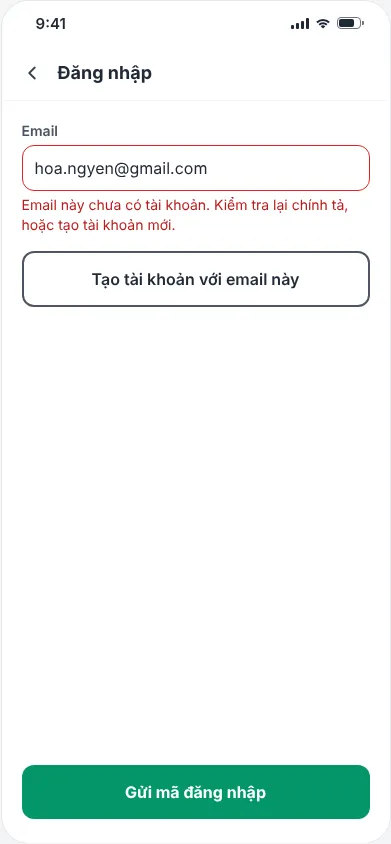 9:41
Đăng nhập
Email
hoa.ngyen@gmail.com
Email này chưa có tài khoản. Kiểm tra lại chính tả,
hoặc tạo tài khoản mới.
Tạo tài khoản với email này
Gửi mã đăng nhập